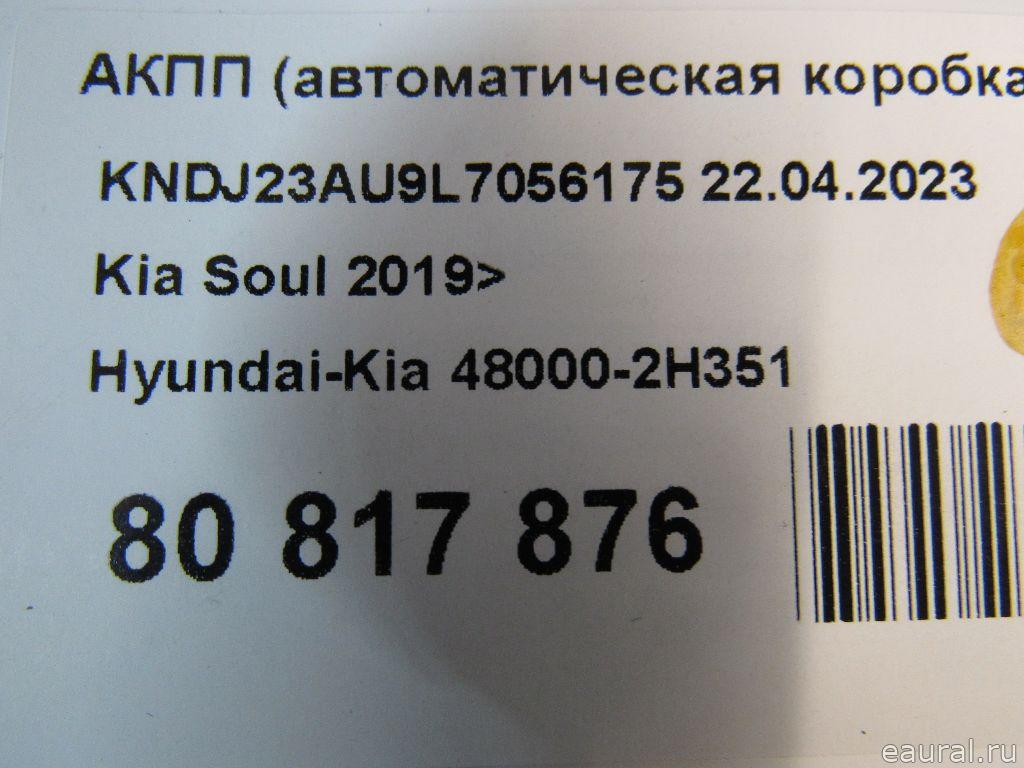 АКПП (автоматическая коробка
KNDJ23AU9L7056175 22.04.2023
Kia Soul 2019>
Hyundai-Kia 48000-2H351
80 817 876
eaural.ru